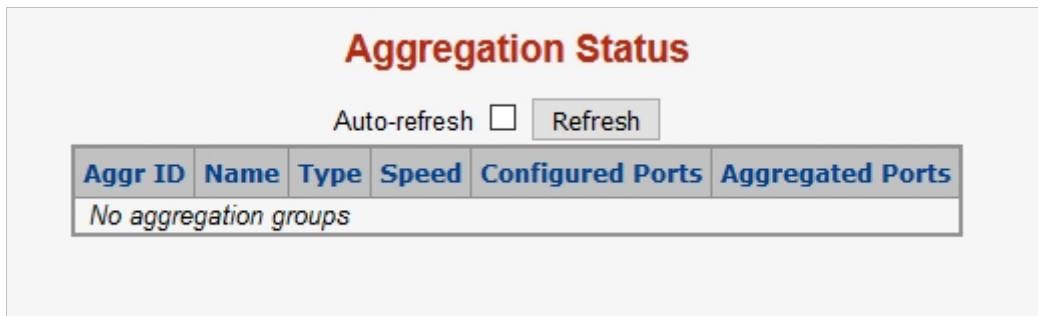 Aggregation Status
Auto-refresh Refresh
Aggr ID Name Type Speed Configured Ports Aggregated Ports
No aggregation groups